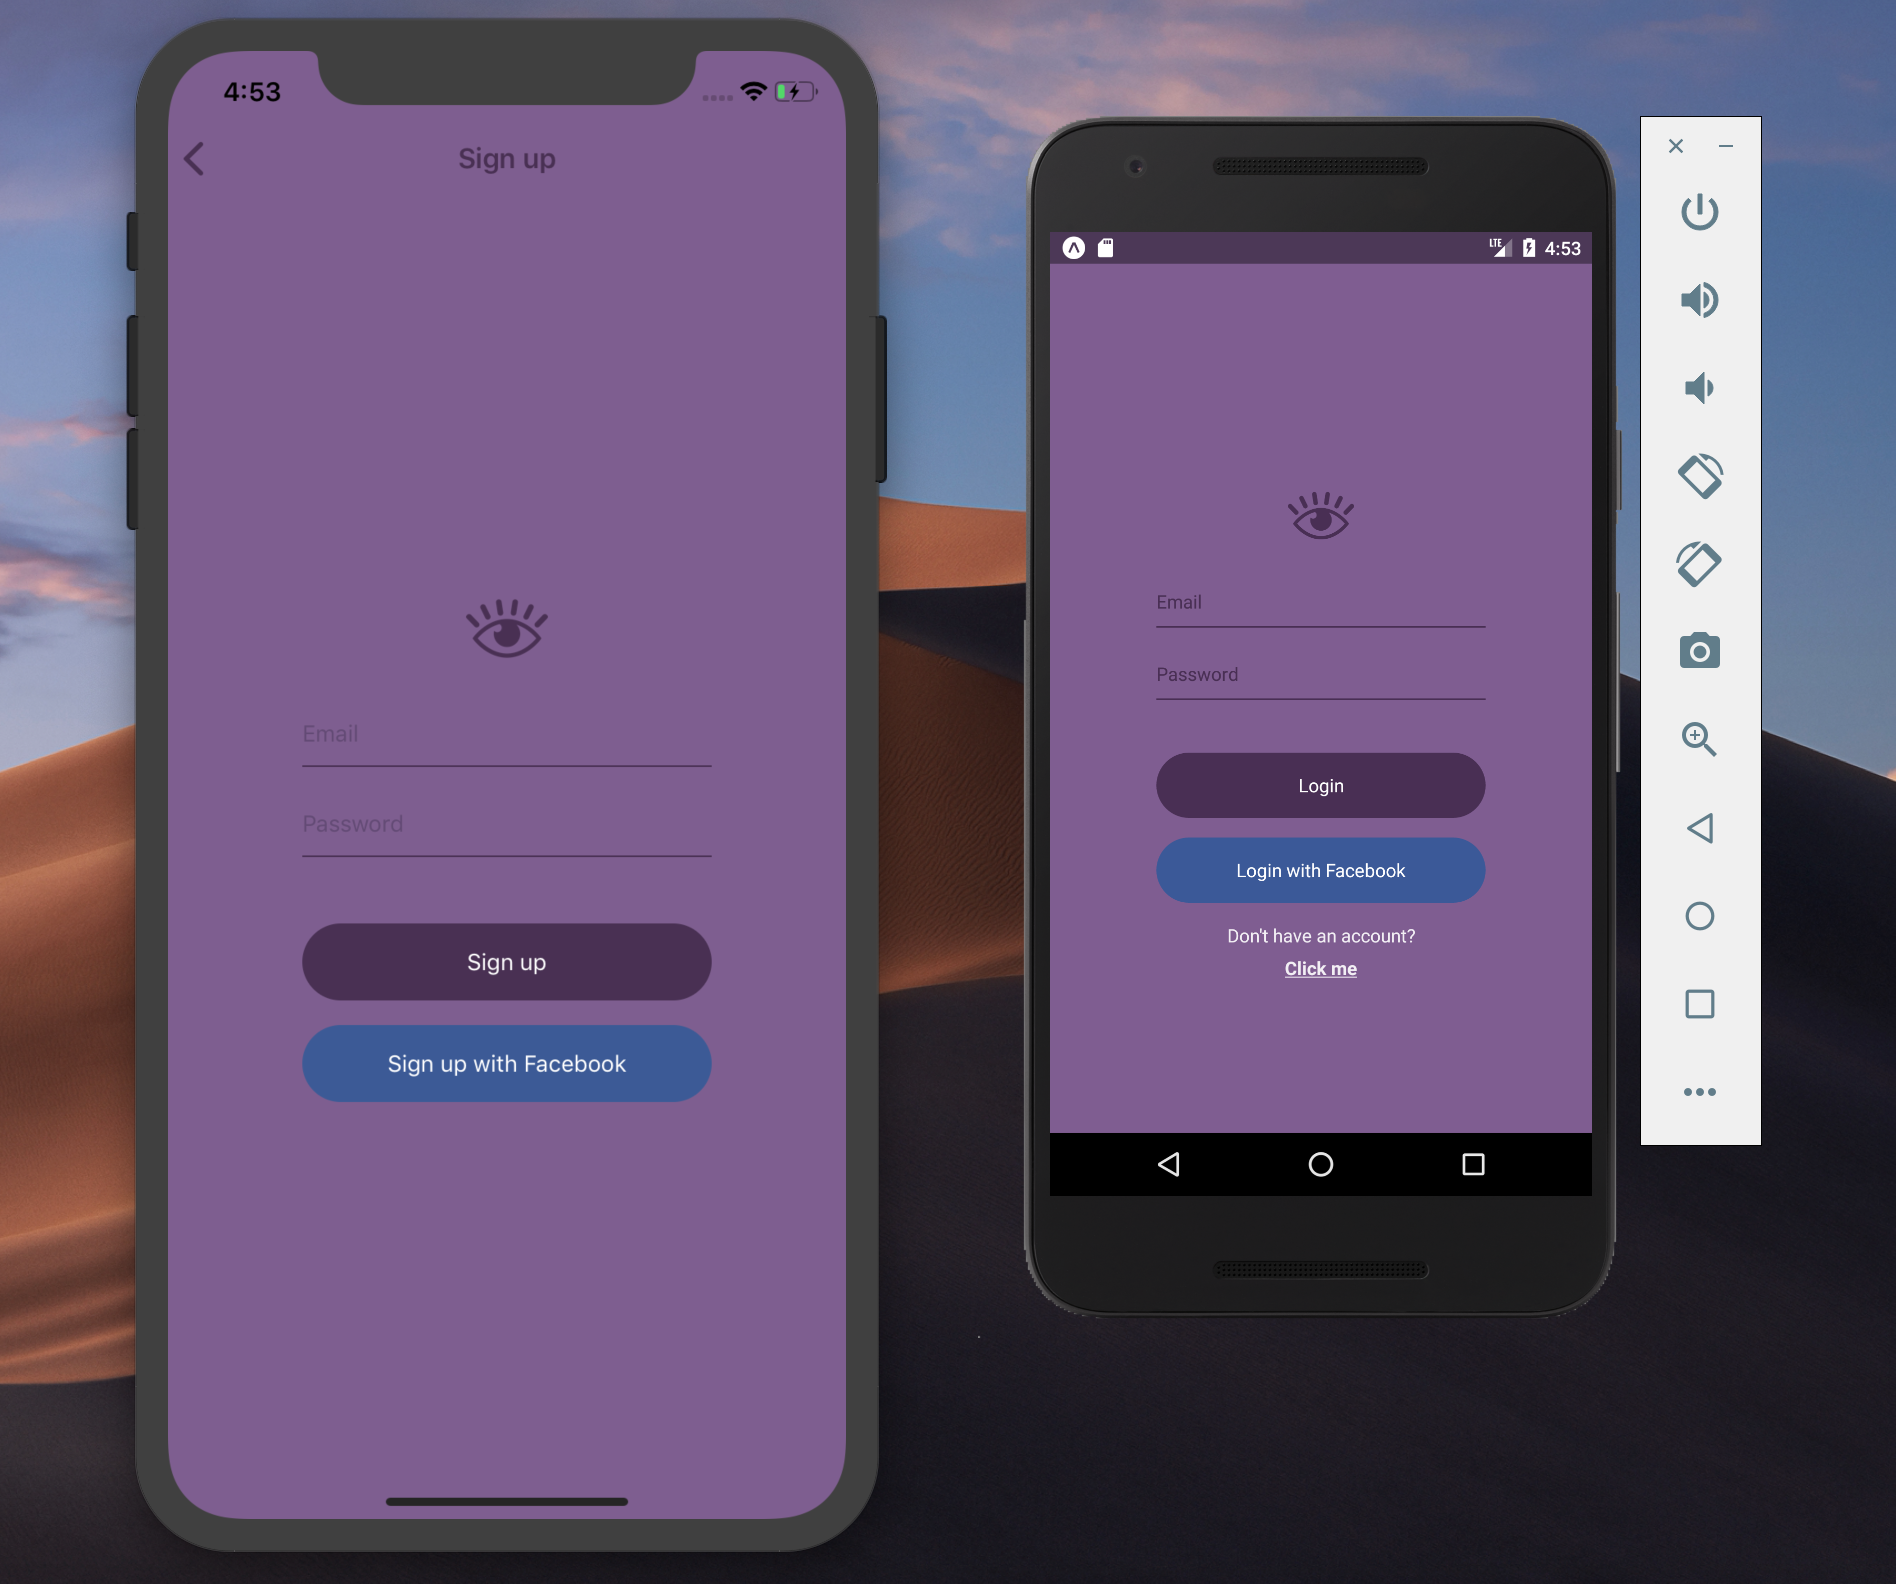 4:53
Sign up
Email
Password
Sign up
Sign up with Facebook
LTE
4:53
Email
Password
Login
Login with Facebook
Don't have an account?
Click me